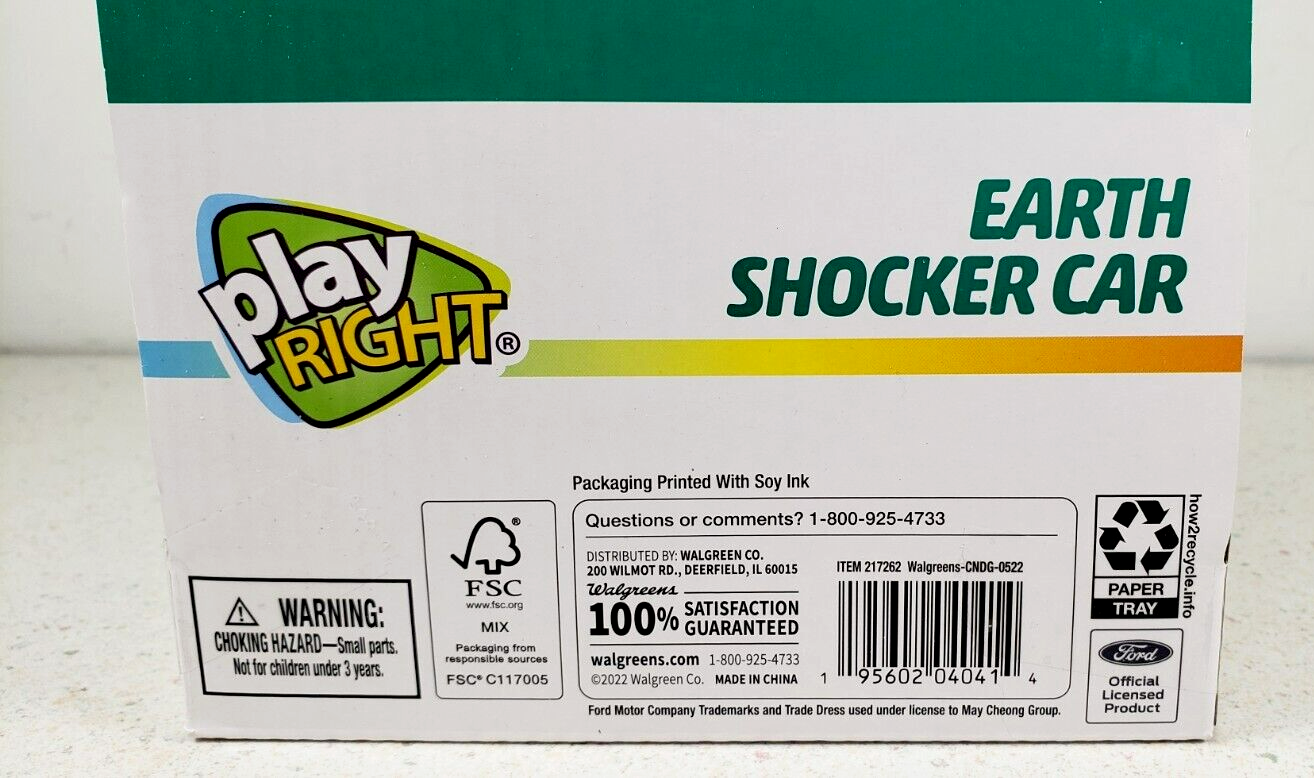 EARTH
SHOCKER CAR
play
RIGHT®
Packaging Printed With Soy Ink
Questions or comments? 1-800-925-4733
DISTRIBUTED BY: WALGREEN CO.
200 WILMOT RD., DEERFIELD, IL 60015
Walgreens
100% SATISFACTION
GUARANTEED
walgreens.com 1-800-925-4733
©2022 Walgreen Co. MADE IN CHINA
ITEM 217262 Walgreens-CNDG-0522
1 95602 04041 4
Ford Motor Company Trademarks and Trade Dress used under license to May Cheong Group.
⚠ WARNING:
CHOKING HAZARD—Small parts.
Not for children under 3 years.
®
FSC
www.fsc.org
MIX
Packaging from
responsible sources
FSC® C117005
how2recycle.info
PAPER
TRAY
Ford
Official
Licensed
Product